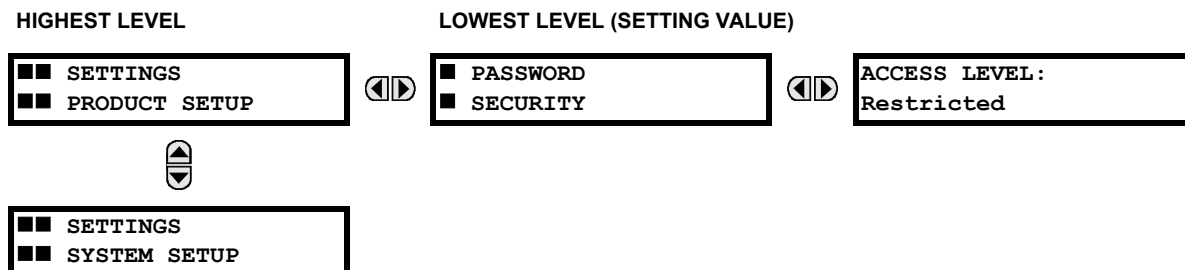 HIGHEST LEVEL
LOWEST LEVEL (SETTING VALUE)
■■ SETTINGS
■■ PRODUCT SETUP
■ PASSWORD
■ SECURITY
ACCESS LEVEL:
Restricted
■■ SETTINGS
■■ SYSTEM SETUP